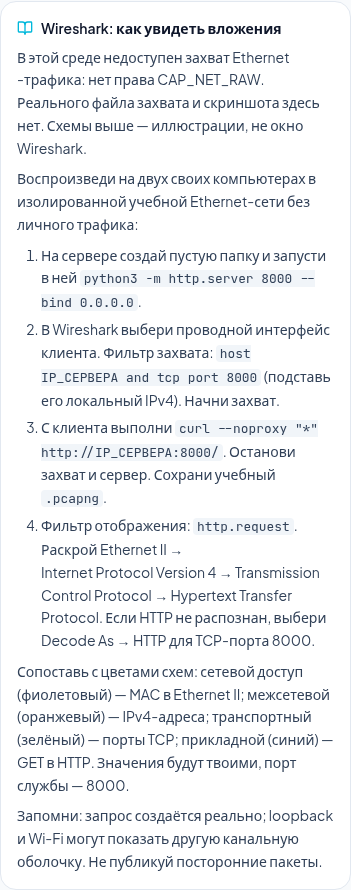 Wireshark: как увидеть вложения
В этой среде недоступен захват Ethernet
-трафика: нет права CAP_NET_RAW.
Реального файла захвата и скриншота здесь
нет. Схемы выше — иллюстрации, не окно
Wireshark.
Воспроизведи на двух своих компьютерах в
изолированной учебной Ethernet-сети без
личного трафика:
1. На сервере создай пустую папку и запусти
в ней python3 -m http.server 8000 --
bind 0.0.0.0.
2. В Wireshark выбери проводной интерфейс
клиента. Фильтр захвата: host
IP_СЕРВЕРА and tcp port 8000 (подставь
его локальный IPv4). Начни захват.
3. С клиента выполни curl --noproxy "*"
http://IP_СЕРВЕРА:8000/. Останови
захват и сервер. Сохрани учебный
.pcapng.
4. Фильтр отображения: http.request.
Раскрой Ethernet II →
Internet Protocol Version 4 → Transmission
Control Protocol → Hypertext Transfer
Protocol. Если HTTP не распознан, выбери
Decode As → HTTP для TCP-порта 8000.
Сопоставь с цветами схем: сетевой доступ
(фиолетовый) — MAC в Ethernet II; межсетевой
(оранжевый) — IPv4-адреса; транспортный
(зелёный) — порты TCP; прикладной (синий) —
GET в HTTP. Значения будут твоими, порт
службы — 8000.
Запомни: запрос создаётся реально; loopback
и Wi-Fi могут показать другую канальную
оболочку. Не публикуй посторонние пакеты.